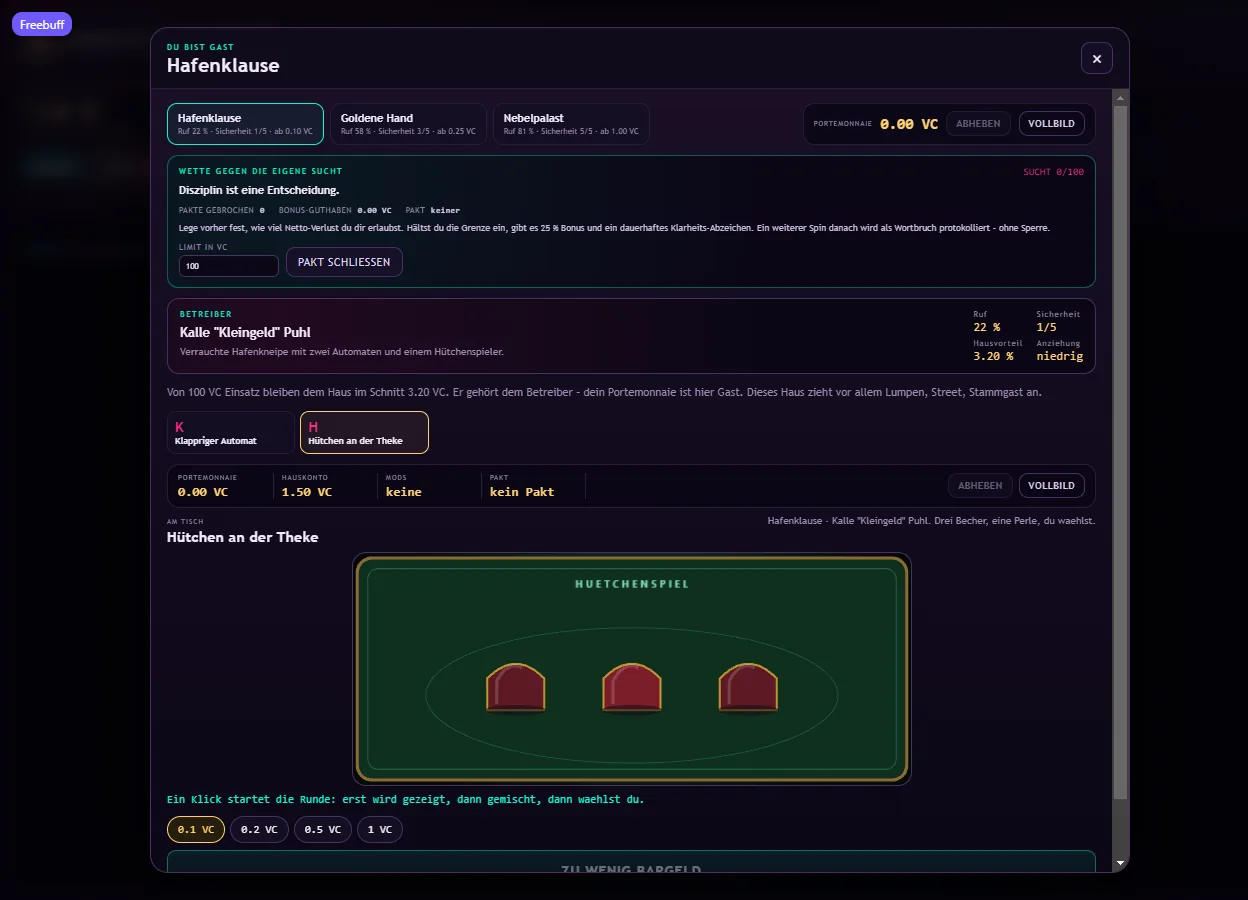 Freebuff
DU BIST GAST
Hafenklause
×
Hafenklause
Ruf 22 % · Sicherheit 1/5 · ab 0.10 VC
Goldene Hand
Ruf 58 % · Sicherheit 3/5 · ab 0.25 VC
Nebelpalast
Ruf 81 % · Sicherheit 5/5 · ab 1.00 VC
PORTEMONNAIE 0.00 VC ABHEBEN VOLLBILD
WETTE GEGEN DIE EIGENE SUCHT
SUCHT 0/100
Disziplin ist eine Entscheidung.
PAKTE GEBROCHEN 0 BONUS-GUTHABEN 0.00 VC PAKT keiner
Lege vorher fest, wie viel Netto-Verlust du dir erlaubst. Hältst du die Grenze ein, gibt es 25 % Bonus und ein dauerhaftes Klarheits-Abzeichen. Ein weiterer Spin danach wird als Wortbruch protokolliert - ohne Sperre.
LIMIT IN VC
100
PAKT SCHLIESSEN
BETREIBER
Kalle "Kleingeld" Puhl
Verrauchte Hafenkneipe mit zwei Automaten und einem Hütchenspieler.
Ruf
22 %
Sicherheit
1/5
Hausvorteil
3.20 %
Anziehung
niedrig
Von 100 VC Einsatz bleiben dem Haus im Schnitt 3.20 VC. Er gehört dem Betreiber - dein Portemonnaie ist hier Gast. Dieses Haus zieht vor allem Lumpen, Street, Stammgast an.
K
Klappriger Automat
H
Hütchen an der Theke
PORTEMONNAIE
0.00 VC
HAUSKONTO
1.50 VC
MODS
keine
PAKT
kein Pakt
ABHEBEN
VOLLBILD
AM TISCH
Hütchen an der Theke
Hafenklause · Kalle "Kleingeld" Puhl. Drei Becher, eine Perle, du waehlst.
HUETCHENSPIEL
Ein Klick startet die Runde: erst wird gezeigt, dann gemischt, dann waehlst du.
0.1 VC
0.2 VC
0.5 VC
1 VC
ZU WENIG BARGELD